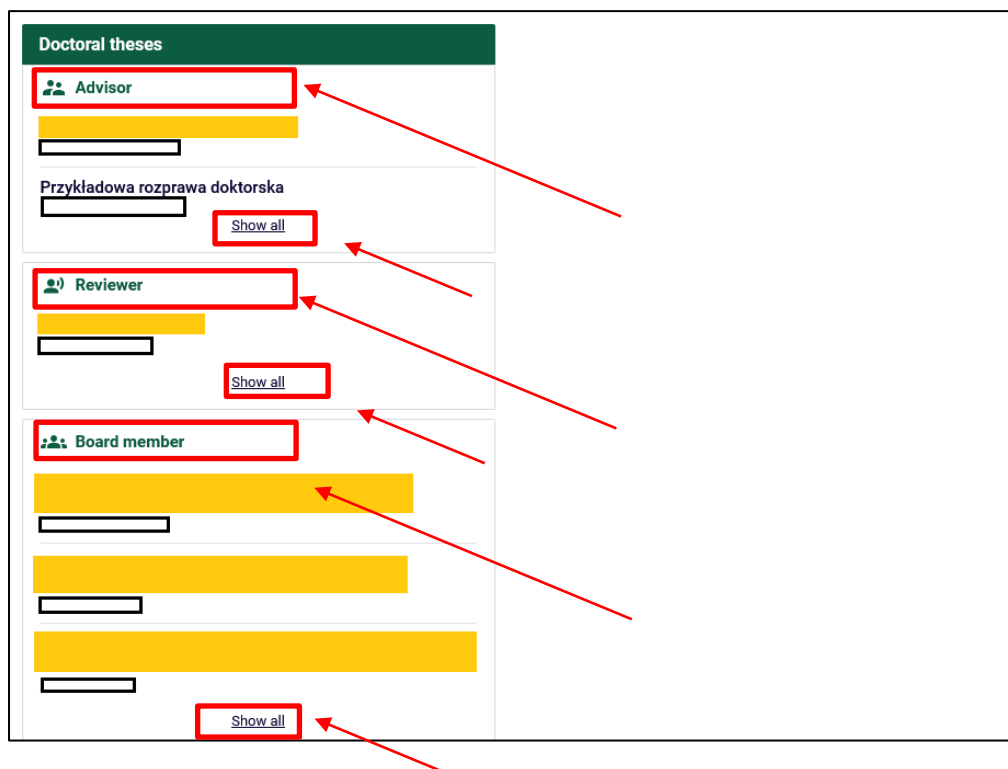 Doctoral theses
Advisor
Przykładowa rozprawa doktorska
Show all
Reviewer
Show all
Board member
Show all